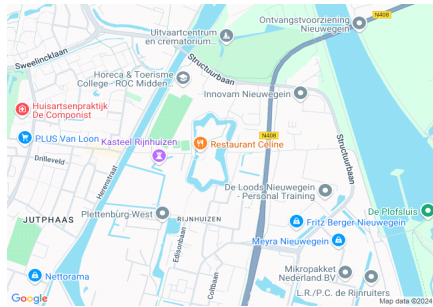 Uitvaartcentrum
en crematorium...
Ontvangstvoorziening
Nieuwegein
N408
Sweelincklaan
Structuurbaan
Horeca & Toerisme
College - ROC Midden...
Innovam Nieuwegein
Huisartsenpraktijk
De Componist
PLUS Van Loon
Kasteel Rijnhuizen
Restaurant Céline
N408
Structuurbaan
Drilleveld
Herenstraat
De Loods Nieuwegein
- Personal Training
De Plofsluis
JUTPHAAS
Plettenburg-West
RIJNHUIZEN
Fritz Berger-Nieuwegein
Edisonbaan
Meyra Nieuwegein
Coltbaan
Nettorama
Mikropakket
Nederland BV
L.R./P.C. de Rijnruiters
Google
Map data ©2024